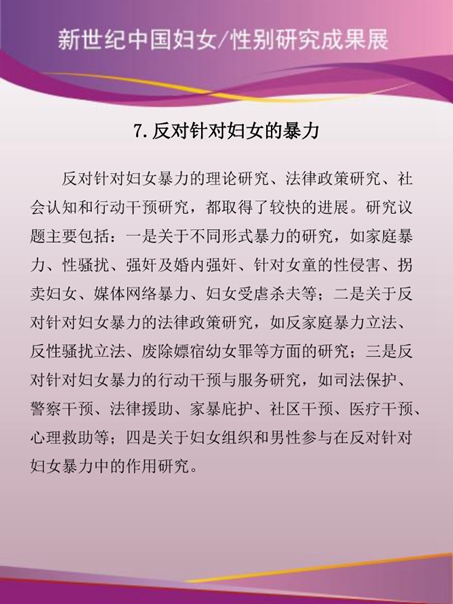 新世纪中国妇女/性别研究成果展
7.反对针对妇女的暴力
反对针对妇女暴力的理论研究、法律政策研究、社
会认知和行动干预研究，都取得了较快的进展。研究议
题主要包括：一是关于不同形式暴力的研究，如家庭暴
力、性骚扰、强奸及婚内强奸、针对女童的性侵害、拐
卖妇女、媒体网络暴力、妇女受虐杀夫等；二是关于反
对针对妇女暴力的法律政策研究，如反家庭暴力立法、
反性骚扰立法、废除嫖宿幼女罪等方面的研究；三是反
对针对妇女暴力的行动干预与服务研究，如司法保护、
警察干预、法律援助、家暴庇护、社区干预、医疗干预、
心理救助等；四是关于妇女组织和男性参与在反对针对
妇女暴力中的作用研究。